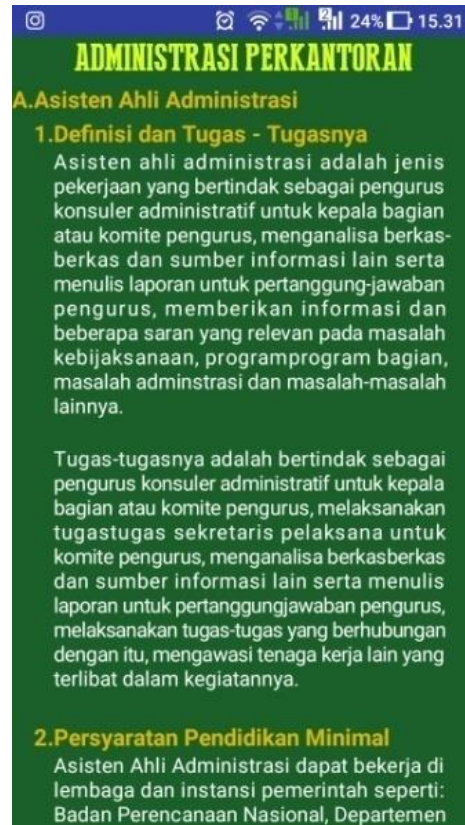 24% 15.31
ADMINISTRASI PERKANTORAN
A.Asisten Ahli Administrasi
1.Definisi dan Tugas - Tugasnya
Asisten ahli administrasi adalah jenis
pekerjaan yang bertindak sebagai pengurus
konsuler administratif untuk kepala bagian
atau komite pengurus, menganalisa berkas-
berkas dan sumber informasi lain serta
menulis laporan untuk pertanggung-jawaban
pengurus, memberikan informasi dan
beberapa saran yang relevan pada masalah
kebijaksanaan, programprogram bagian,
masalah adminstrasi dan masalah-masalah
lainnya.
Tugas-tugasnya adalah bertindak sebagai
pengurus konsuler administratif untuk kepala
bagian atau komite pengurus, melaksanakan
tugastugas sekretaris pelaksana untuk
komite pengurus, menganalisa berkasberkas
dan sumber informasi lain serta menulis
laporan untuk pertanggungjawaban pengurus,
melaksanakan tugas-tugas yang berhubungan
dengan itu, mengawasi tenaga kerja lain yang
terlibat dalam kegiatannya.
2.Persyaratan Pendidikan Minimal
Asisten Ahli Administrasi dapat bekerja di
lembaga dan instansi pemerintah seperti:
Badan Perencanaan Nasional, Departemen